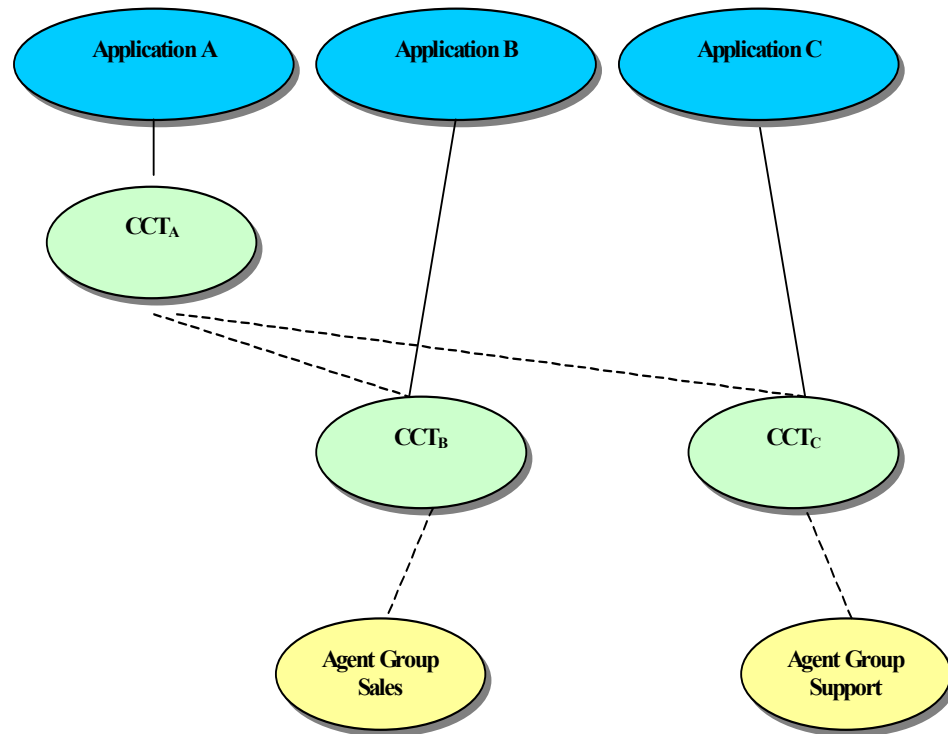 Application A
Application B
Application C
CCTA
CCTB
CCTC
Agent Group
Sales
Agent Group
Support